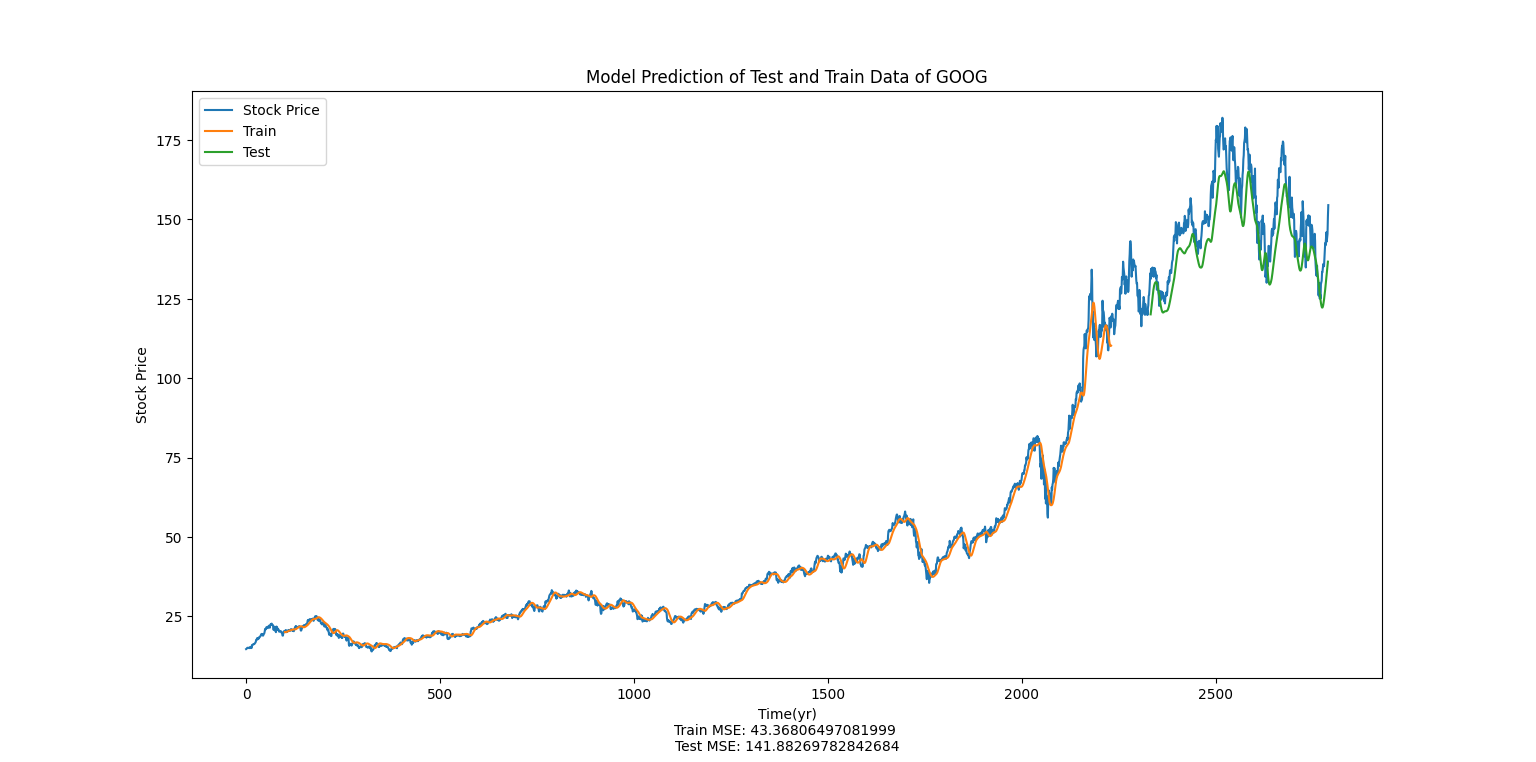 Model Prediction of Test and Train Data of GOOG
Stock Price
Train
Test
175
150
125
100
75
50
25
Stock Price
0
500
1000
1500
2000
2500
Time(yr)
Train MSE: 43.36806497081999
Test MSE: 141.88269782842684